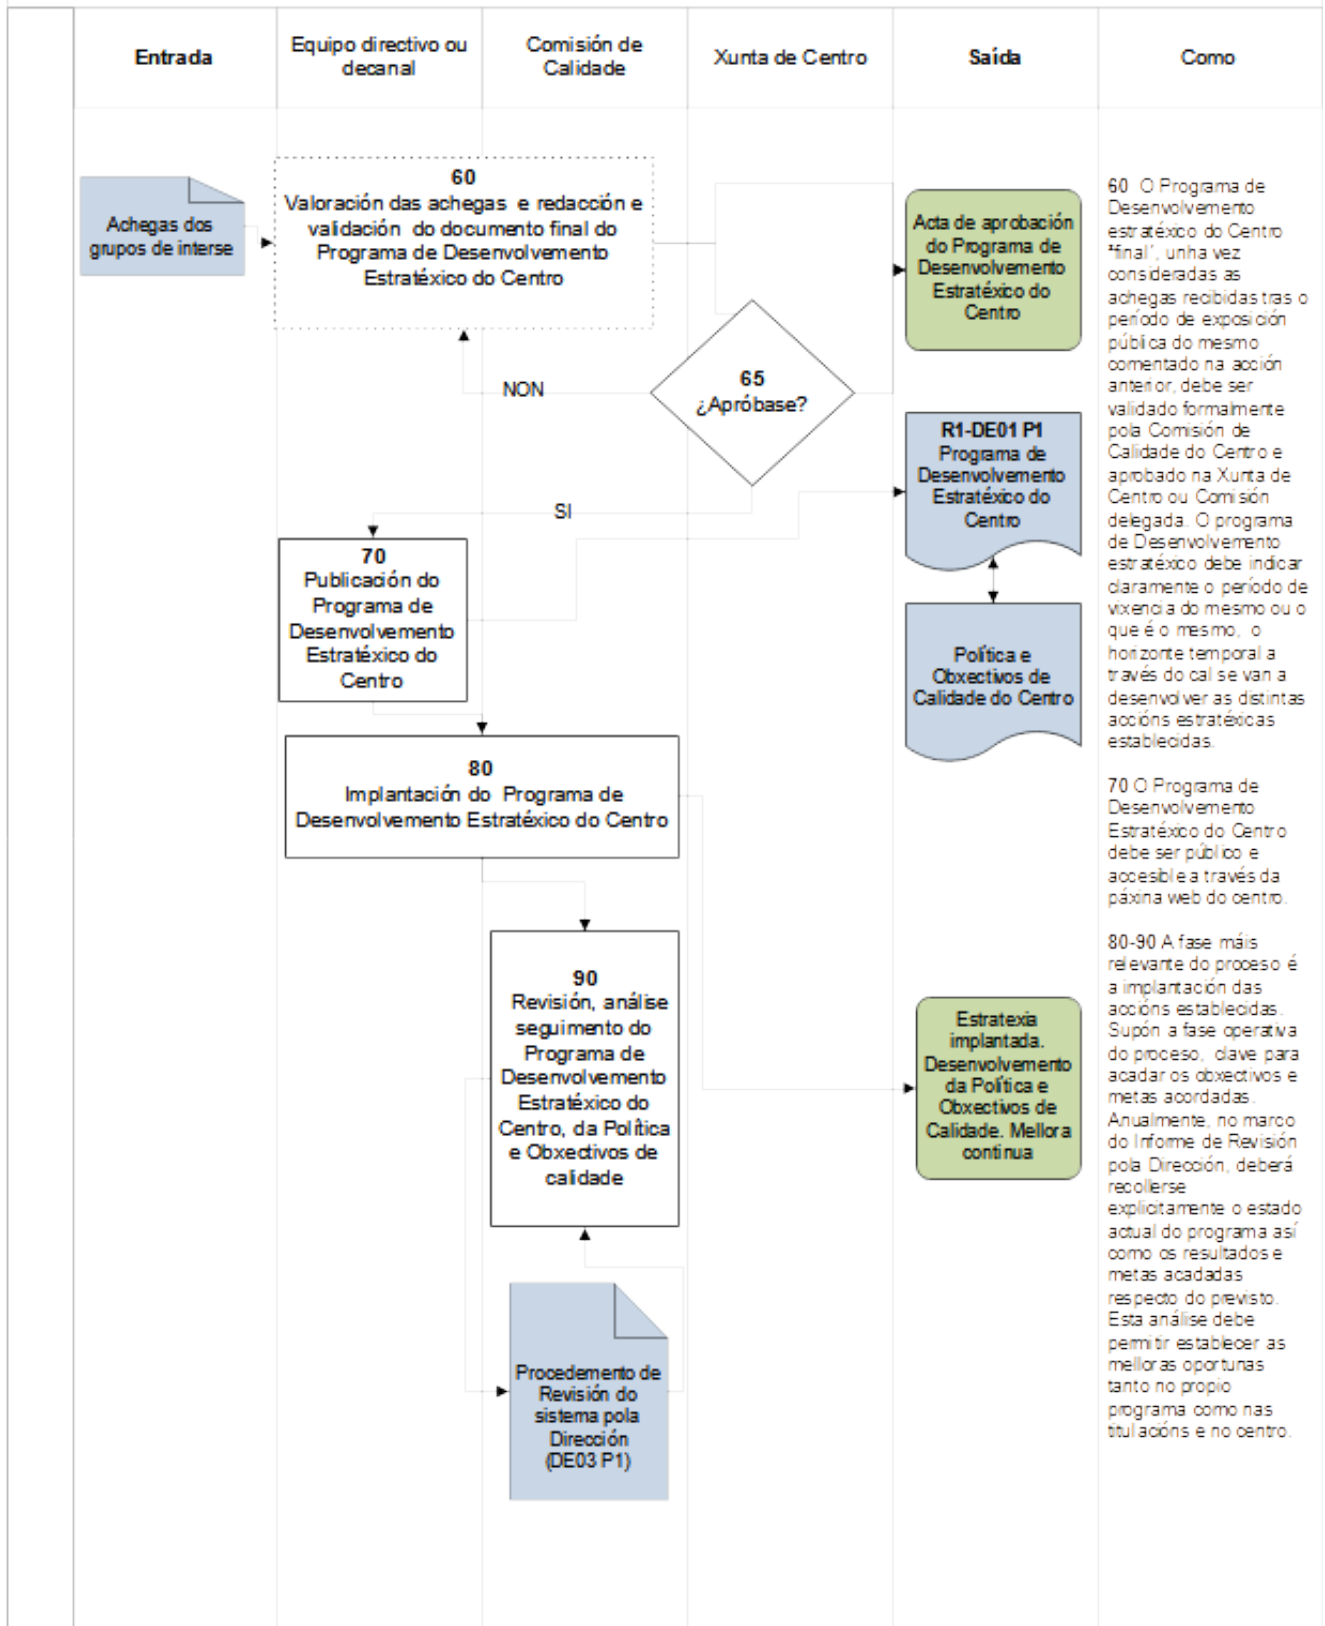 Entrada
Equipo directivo ou
decanal
Comisión de
Calidade
Xunta de Centro
Saída
Como
Achegas dos
grupos de interse
60
Valoración das achegas e redacción e
validación do documento final do
Programa de Desenvolvemento
Estratéxico do Centro
65
¿Apróbase?
NON
SI
Acta de aprobación
do Programa de
Desenvolvemento
Estratéxico do
Centro
R1-DE01 P1
Programa de
Desenvolvemento
Estratéxico do
Centro
Política e
Obxectivos de
Calidade do Centro
70
Publicación do
Programa de
Desenvolvemento
Estratéxico do
Centro
80
Implantación do Programa de
Desenvolvemento Estratéxico do Centro
90
Revisión, análise
seguimento do
Programa de
Desenvolvemento
Estratéxico do
Centro, da Política
e Obxectivos de
calidade
Procedemento de
Revisión do
sistema pola
Dirección
(DE03 P1)
Estratexia
implantada.
Desenvolvemento
da Política e
Obxectivos de
Calidade. Mellora
continua
60 O Programa de
Desenvolvemento
estratéxico do Centro
"final", unha vez
consideradas as
achegas recibidas tras o
período de exposición
pública do mesmo
comentado na acción
anterior, debe ser
validado formalmente
pola Comisión de
Calidade do Centro e
aprobado na Xunta de
Centro ou Comisión
delegada. O programa
de Desenvolvemento
estratéxico debe indicar
claramente o período de
vixencia do mesmo ou o
que é o mesmo, o
horizonte temporal a
través do cal se van a
desenvolver as distintas
accións estratéxicas
establecidas.
70 O Programa de
Desenvolvemento
Estratéxico do Centro
debe ser público e
accesible a través da
páxina web do centro.
80-90 A fase máis
relevante do proceso é
a implantación das
accións establecidas.
Supón a fase operativa
do proceso, clave para
acadar os obxectivos e
metas acordadas.
Anualmente, no marco
do Informe de Revisión
pola Dirección, deberá
recollerse
explicitamente o estado
actual do programa así
como os resultados e
metas acadadas
respecto do previsto.
Esta análise debe
permitir establecer as
melloras oportunas
tanto no propio
programa como nas
titulacións e no centro.